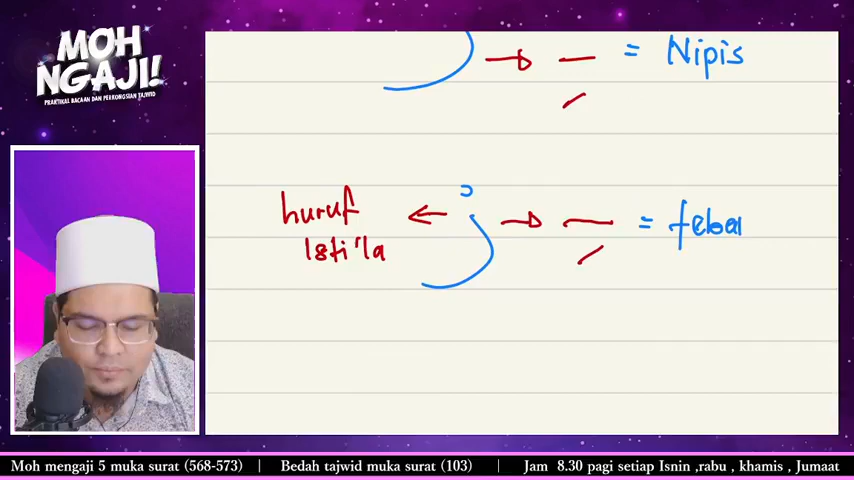 MOH
NGAJI!
PRAKTIKAL BACAAN DAN PERKONGSIAN TAJWID
→ — = Nipis
huruf ← رْ → — = tebal
Isti'la
Moh mengaji 5 muka surat (568-573) | Bedah tajwid muka surat (103) | Jam 8.30 pagi setiap Isnin ,rabu , khamis , Jumaat